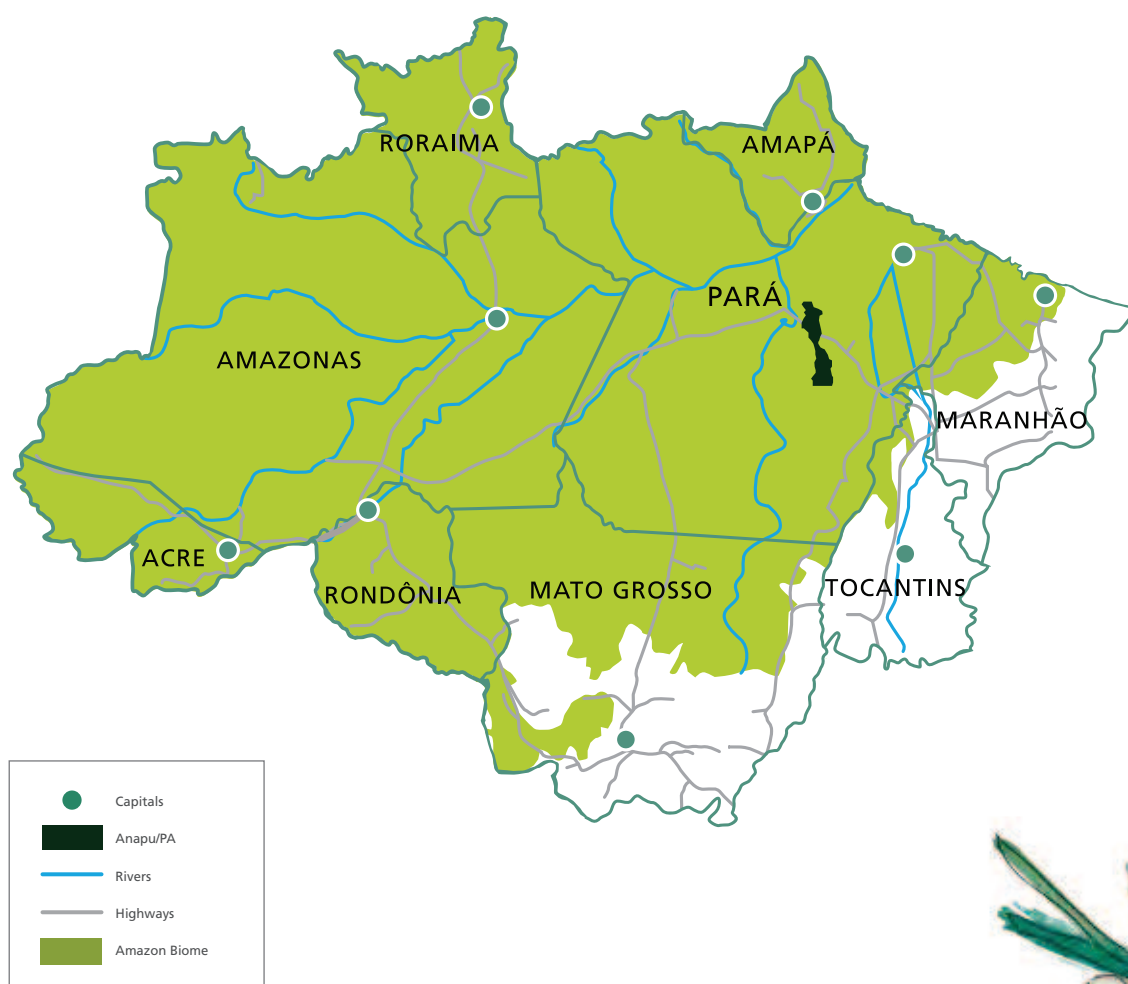 RORAIMA
AMAPÁ
PARÁ
AMAZONAS
MARANHÃO
ACRE
RONDÔNIA
MATO GROSSO
TOCANTINS
Capitals
Anapu/PA
Rivers
Highways
Amazon Biome